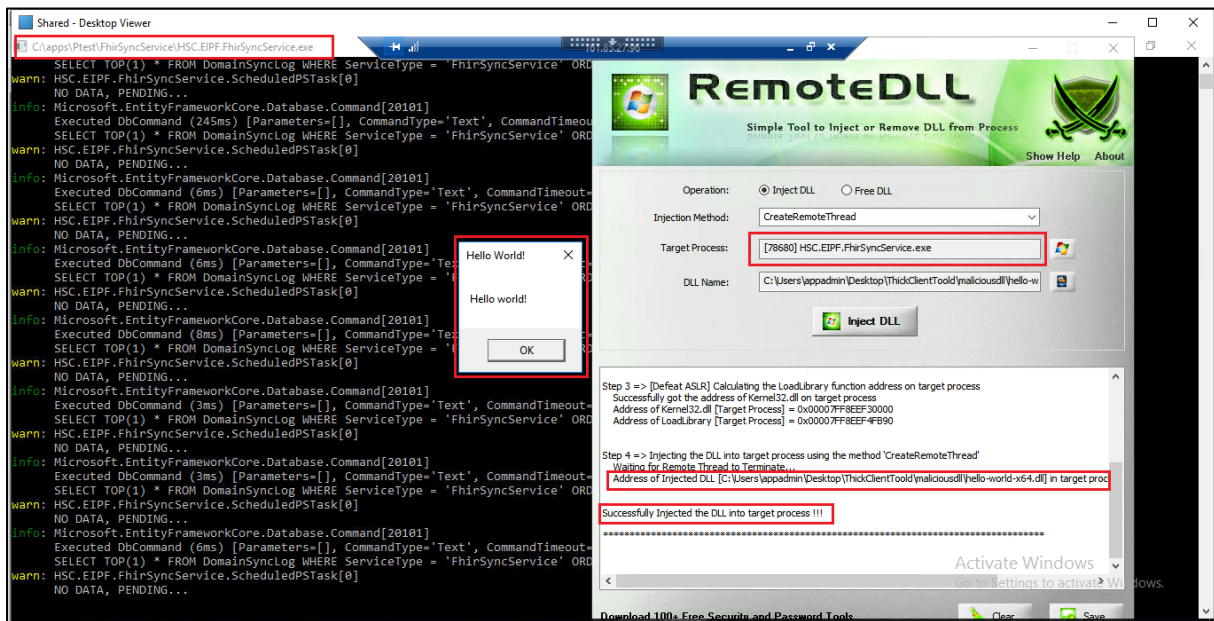 Shared - Desktop Viewer
C:\apps\Ptest\FhirSyncService\HSC.EIPF.FhirSyncService.exe
SELECT TOP(1) * FROM DomainSyncLog WHERE ServiceType = 'FhirSyncService' ORD
warn: HSC.EIPF.FhirSyncService.ScheduledPSTask[0]
NO DATA, PENDING...
info: Microsoft.EntityFrameworkCore.Database.Command[20101]
Executed DbCommand (245ms) [Parameters=[], CommandType='Text', CommandTimeou
SELECT TOP(1) * FROM DomainSyncLog WHERE ServiceType = 'FhirSyncService' ORD
warn: HSC.EIPF.FhirSyncService.ScheduledPSTask[0]
NO DATA, PENDING...
info: Microsoft.EntityFrameworkCore.Database.Command[20101]
Executed DbCommand (6ms) [Parameters=[], CommandType='Text', CommandTimeout=
SELECT TOP(1) * FROM DomainSyncLog WHERE ServiceType = 'FhirSyncService' ORD
warn: HSC.EIPF.FhirSyncService.ScheduledPSTask[0]
NO DATA, PENDING...
info: Microsoft.EntityFrameworkCore.Database.Command[20101]
Executed DbCommand (6ms) [Parameters=[], CommandType='Te
SELECT TOP(1) * FROM DomainSyncLog WHERE ServiceType = '
warn: HSC.EIPF.FhirSyncService.ScheduledPSTask[0]
NO DATA, PENDING...
info: Microsoft.EntityFrameworkCore.Database.Command[20101]
Executed DbCommand (8ms) [Parameters=[], CommandType='Te
SELECT TOP(1) * FROM DomainSyncLog WHERE ServiceType = '
warn: HSC.EIPF.FhirSyncService.ScheduledPSTask[0]
NO DATA, PENDING...
info: Microsoft.EntityFrameworkCore.Database.Command[20101]
Executed DbCommand (3ms) [Parameters=[], CommandType='Text', CommandTimeout=
SELECT TOP(1) * FROM DomainSyncLog WHERE ServiceType = 'FhirSyncService' ORD
warn: HSC.EIPF.FhirSyncService.ScheduledPSTask[0]
NO DATA, PENDING...
info: Microsoft.EntityFrameworkCore.Database.Command[20101]
Executed DbCommand (3ms) [Parameters=[], CommandType='Text', CommandTimeout=
SELECT TOP(1) * FROM DomainSyncLog WHERE ServiceType = 'FhirSyncService' ORD
warn: HSC.EIPF.FhirSyncService.ScheduledPSTask[0]
NO DATA, PENDING...
info: Microsoft.EntityFrameworkCore.Database.Command[20101]
Executed DbCommand (6ms) [Parameters=[], CommandType='Text', CommandTimeout=
SELECT TOP(1) * FROM DomainSyncLog WHERE ServiceType = 'FhirSyncService' ORD
warn: HSC.EIPF.FhirSyncService.ScheduledPSTask[0]
NO DATA, PENDING...
Hello World!
Hello world!
OK
RemoteDLL
Simple Tool to Inject or Remove DLL from Process
Show Help About
Operation: Inject DLL Free DLL
Injection Method: CreateRemoteThread
Target Process: [78680] HSC.EIPF.FhirSyncService.exe
DLL Name: C:\Users\appadmin\Desktop\ThickClientToold\maliciousdll\hello-w
Inject DLL
Step 3 => [Defeat ASLR] Calculating the LoadLibrary function address on target process
Successfully got the address of Kernel32.dll on target process
Address of Kernel32.dll [Target Process] = 0x00007FF8EEF30000
Address of LoadLibrary [Target Process] = 0x00007FF8EEF4FB90
Step 4 => Injecting the DLL into target process using the method 'CreateRemoteThread'
Waiting for Remote Thread to Terminate...
Address of Injected DLL [C:\Users\appadmin\Desktop\ThickClientToold\maliciousdll\hello-world-x64.dll] in target proc
Successfully Injected the DLL into target process !!!
Activate Windows
Go to Settings to activate Windows.
Download 100+ Free Security and Password Tools
Clear
Save